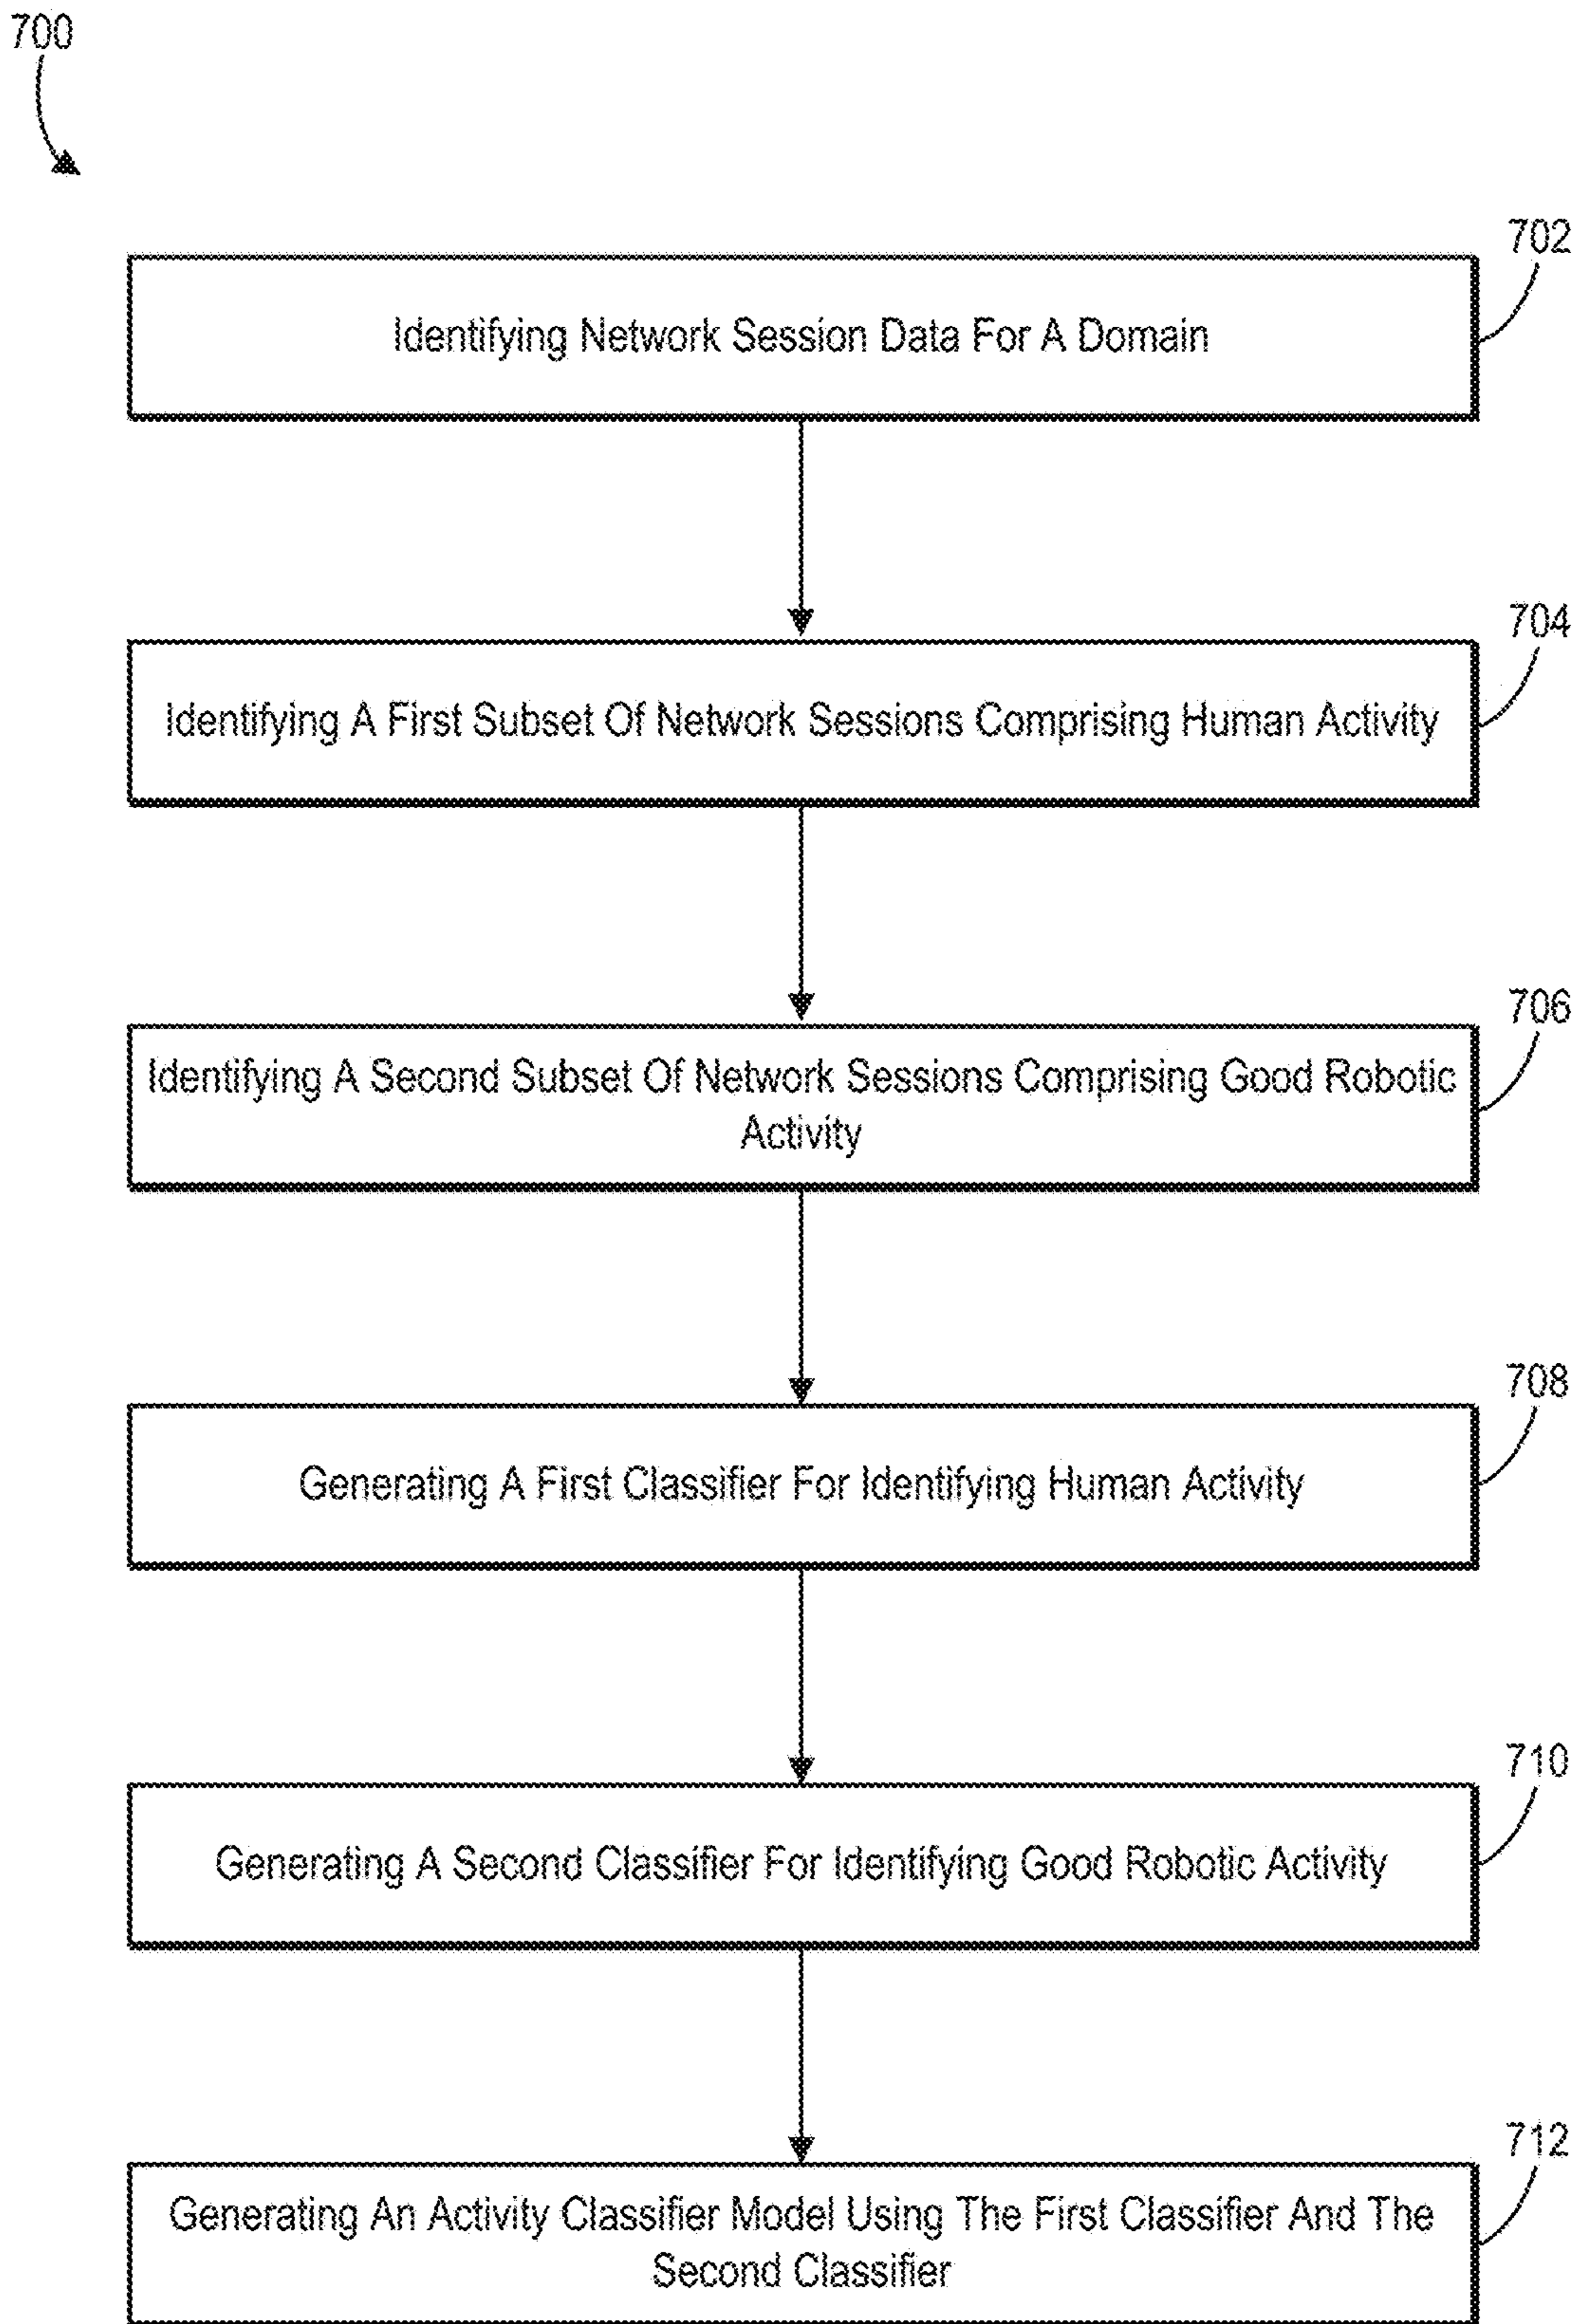 700
702
Identifying Network Session Data For A Domain
704
Identifying A First Subset Of Network Sessions Comprising Human Activity
706
Identifying A Second Subset Of Network Sessions Comprising Good Robotic
Activity
708
Generating A First Classifier For Identifying Human Activity
710
Generating A Second Classifier For Identifying Good Robotic Activity
712
Generating An Activity Classifier Model Using The First Classifier And The
Second Classifier